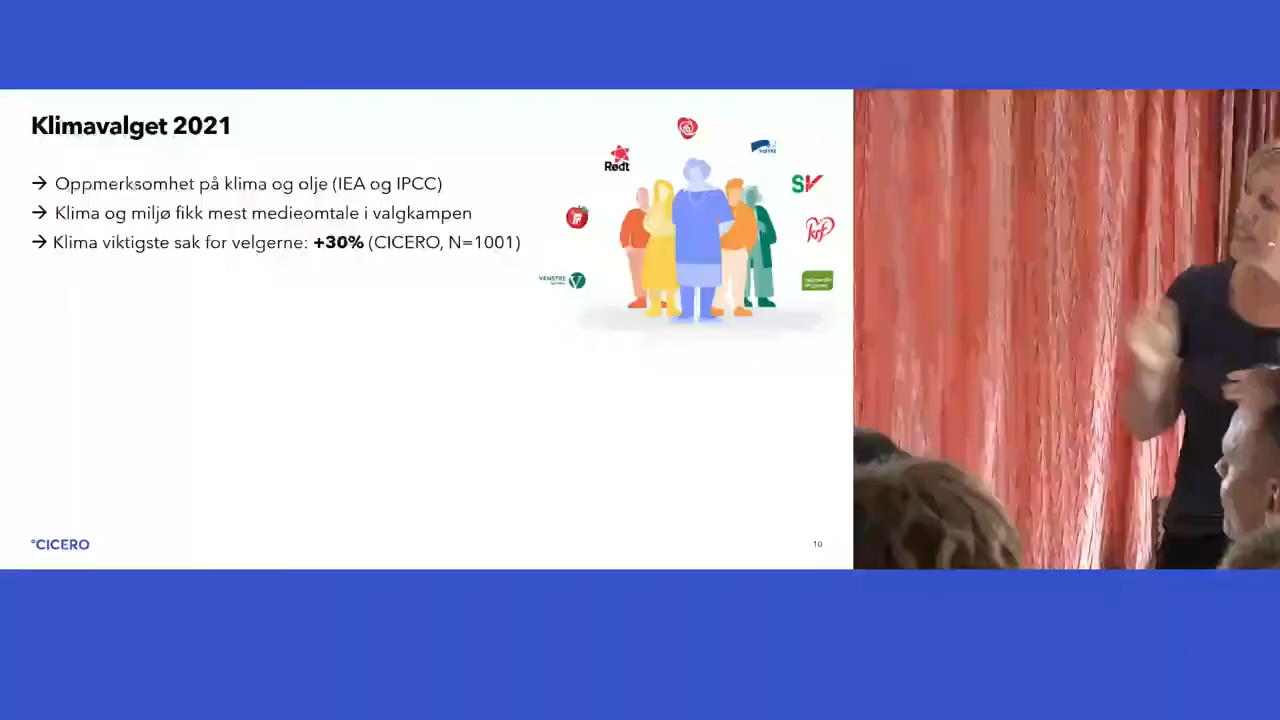 Klimavalget 2021
→ Oppmerksomhet på klima og olje (IEA og IPCC)
→ Klima og miljø fikk mest medieomtale i valgkampen
→ Klima viktigste sak for velgerne: +30% (CICERO, N=1001)
Rødt
HØYRE
SV
KrF
VENSTRE
V
°CICERO
10